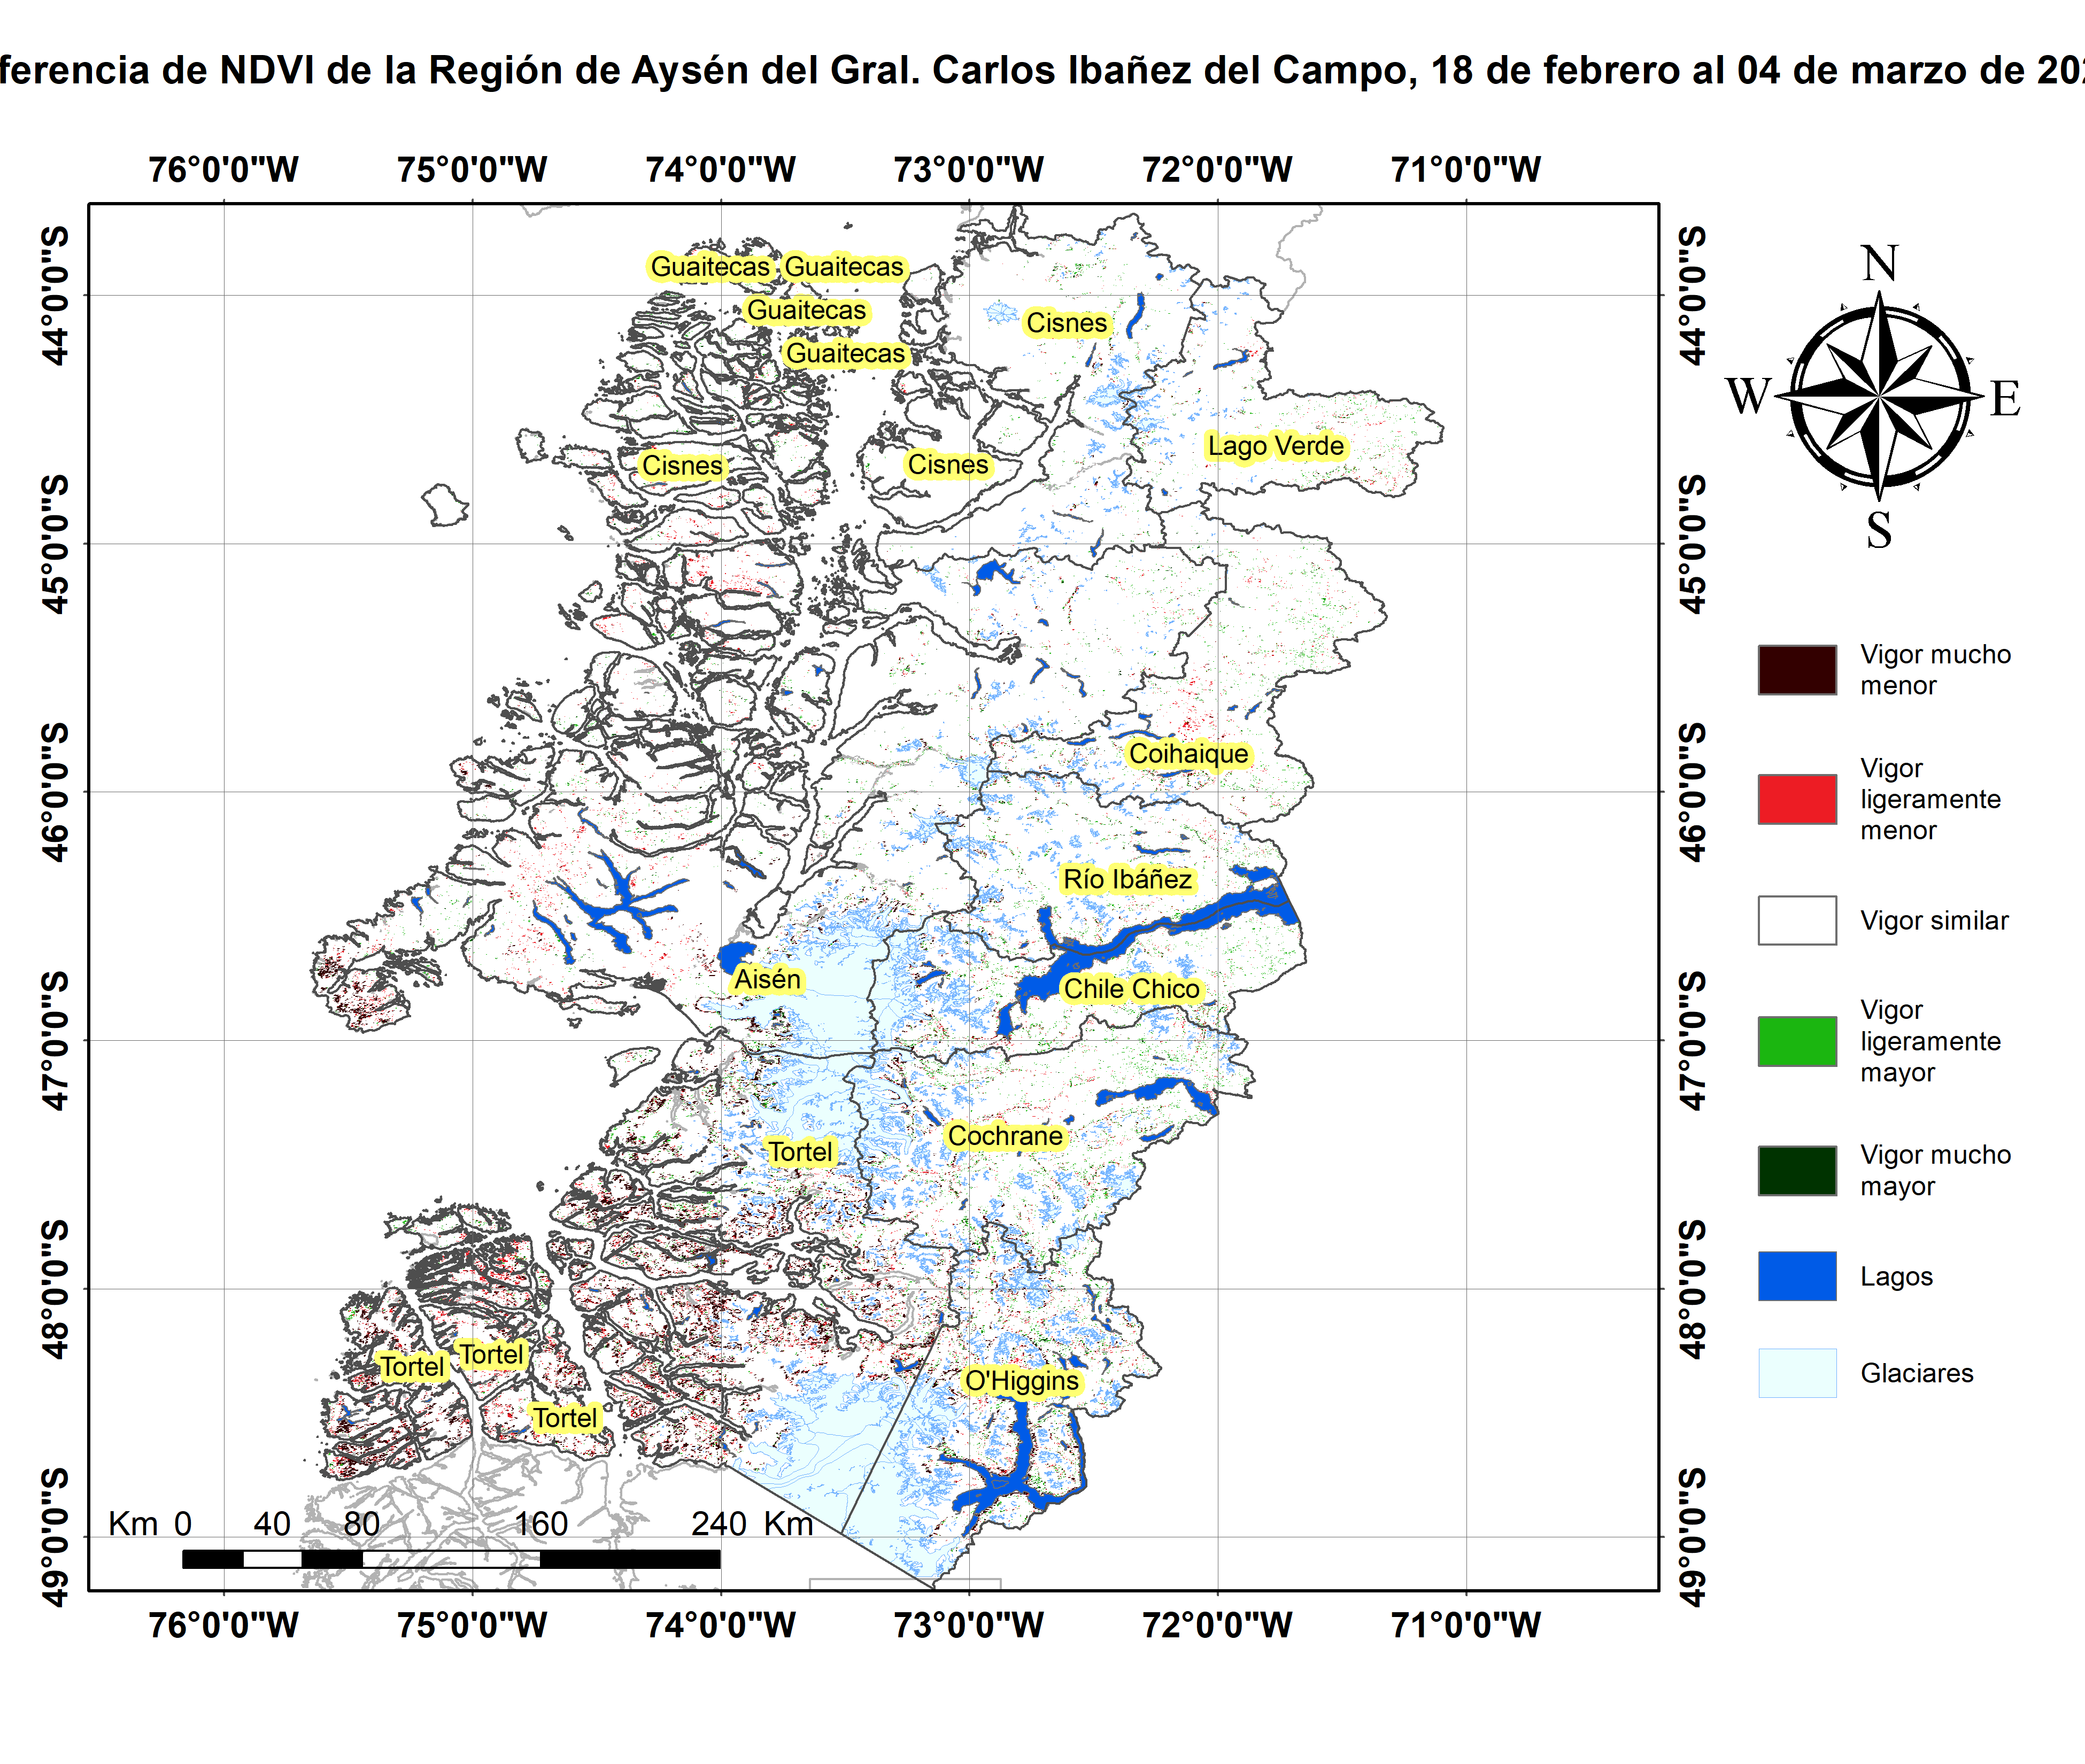 ferencia de NDVI de la Región de Aysén del Gral. Carlos Ibañez del Campo, 18 de febrero al 04 de marzo de 202
76°0'0"W 75°0'0"W 74°0'0"W 73°0'0"W 72°0'0"W 71°0'0"W
44°0'0"S
45°0'0"S
46°0'0"S
47°0'0"S
48°0'0"S
49°0'0"S
Guaitecas Guaitecas
Guaitecas
Cisnes
Guaitecas
Lago Verde
Cisnes
Cisnes
Coihaique
Río Ibáñez
Aisén
Chile Chico
Cochrane
Tortel
Tortel
Tortel
O'Higgins
Tortel
Km 0 40 80 160 240 Km
44°0'0"S
45°0'0"S
46°0'0"S
47°0'0"S
48°0'0"S
49°0'0"S
76°0'0"W 75°0'0"W 74°0'0"W 73°0'0"W 72°0'0"W 71°0'0"W
N
W E
S
Vigor mucho
menor
Vigor
ligeramente
menor
Vigor similar
Vigor
ligeramente
mayor
Vigor mucho
mayor
Lagos
Glaciares